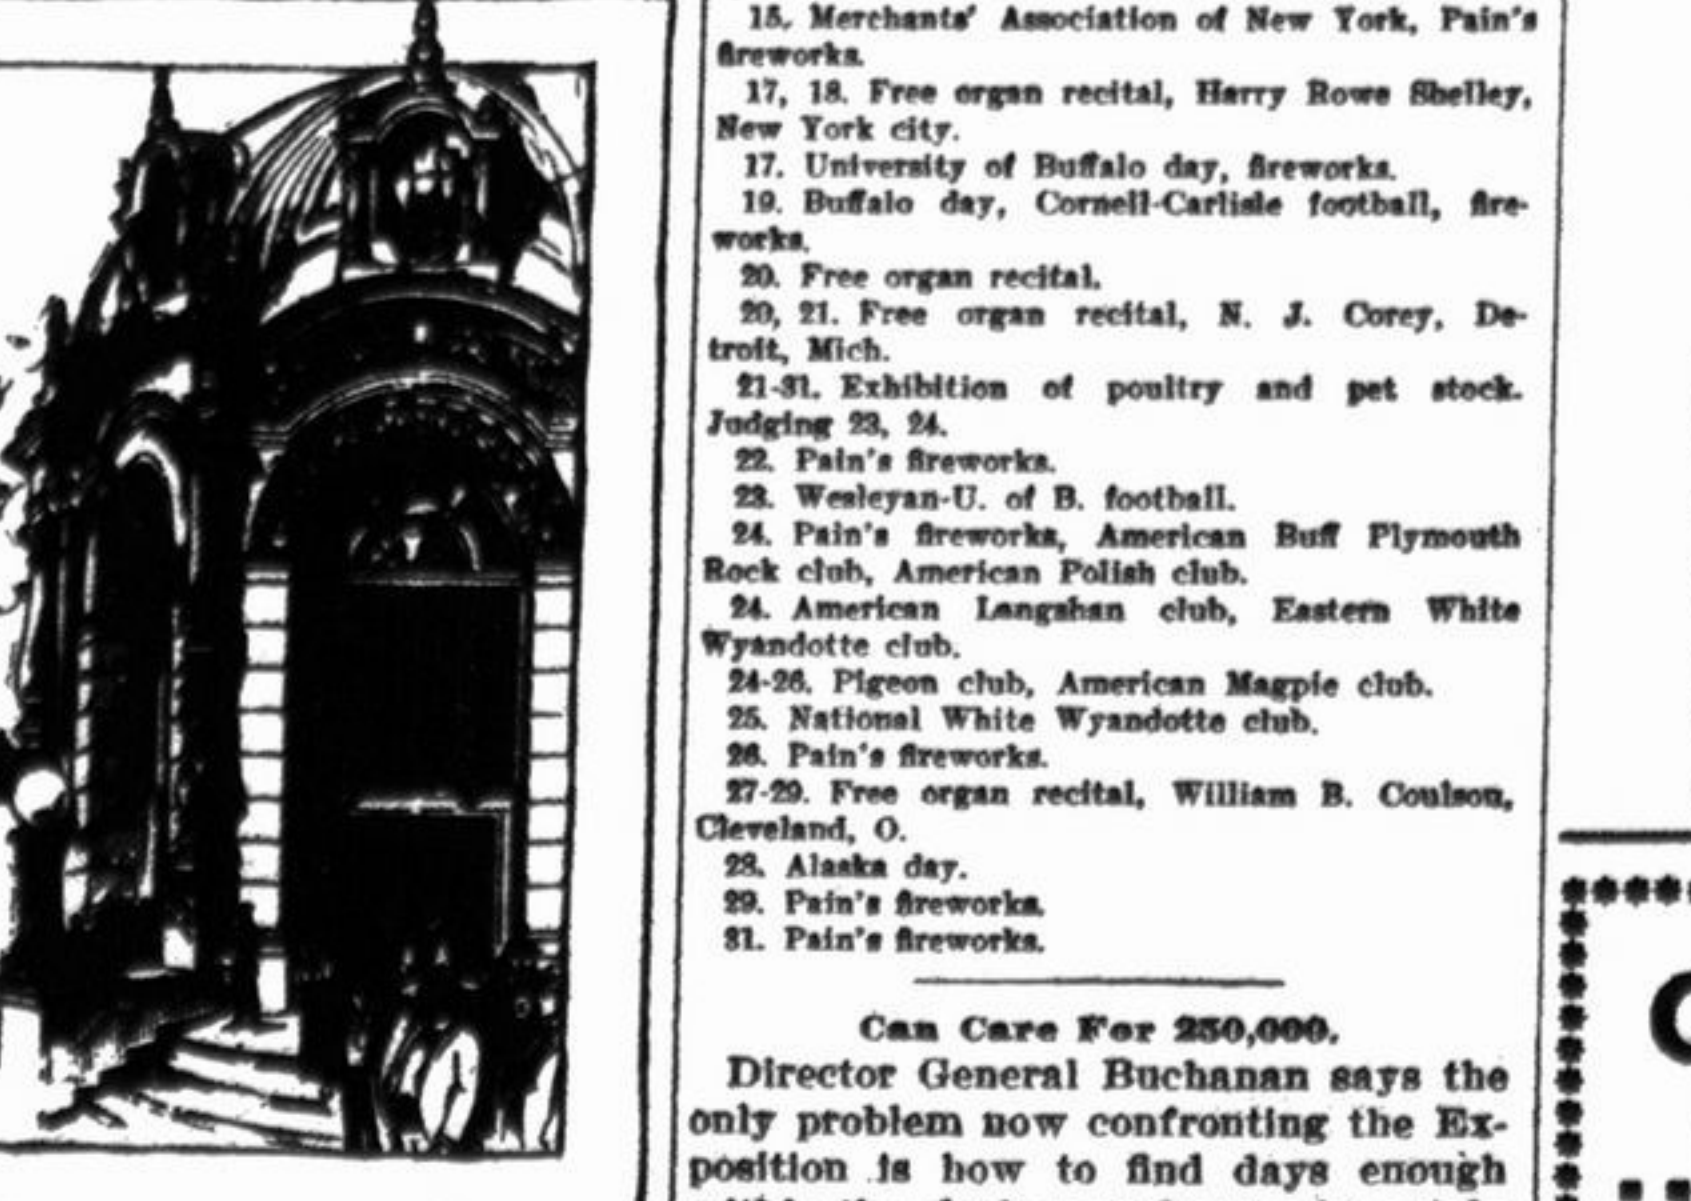 15. Merchants' Association of New York, Pain's
fireworks.
17, 18. Free organ recital, Harry Rowe Shelley,
New York city.
17. University of Buffalo day, fireworks.
19. Buffalo day, Cornell-Carlisle football, fire-
works.
20. Free organ recital.
20, 21. Free organ recital, N. J. Corey, De-
troit, Mich.
21-31. Exhibition of poultry and pet stock.
Judging 23, 24.
22. Pain's fireworks.
23. Wesleyan-U. of B. football.
24. Pain's fireworks, American Buff Plymouth
Rock club, American Polish club.
24. American Langshan club, Eastern White
Wyandotte club.
24-26. Pigeon club, American Magpie club.
25. National White Wyandotte club.
26. Pain's fireworks.
27-29. Free organ recital, William B. Coulson,
Cleveland, O.
28. Alaska day.
29. Pain's fireworks.
31. Pain's fireworks.
Can Care For 250,000.
Director General Buchanan says the
only problem now confronting the Ex-
position is how to find days enough